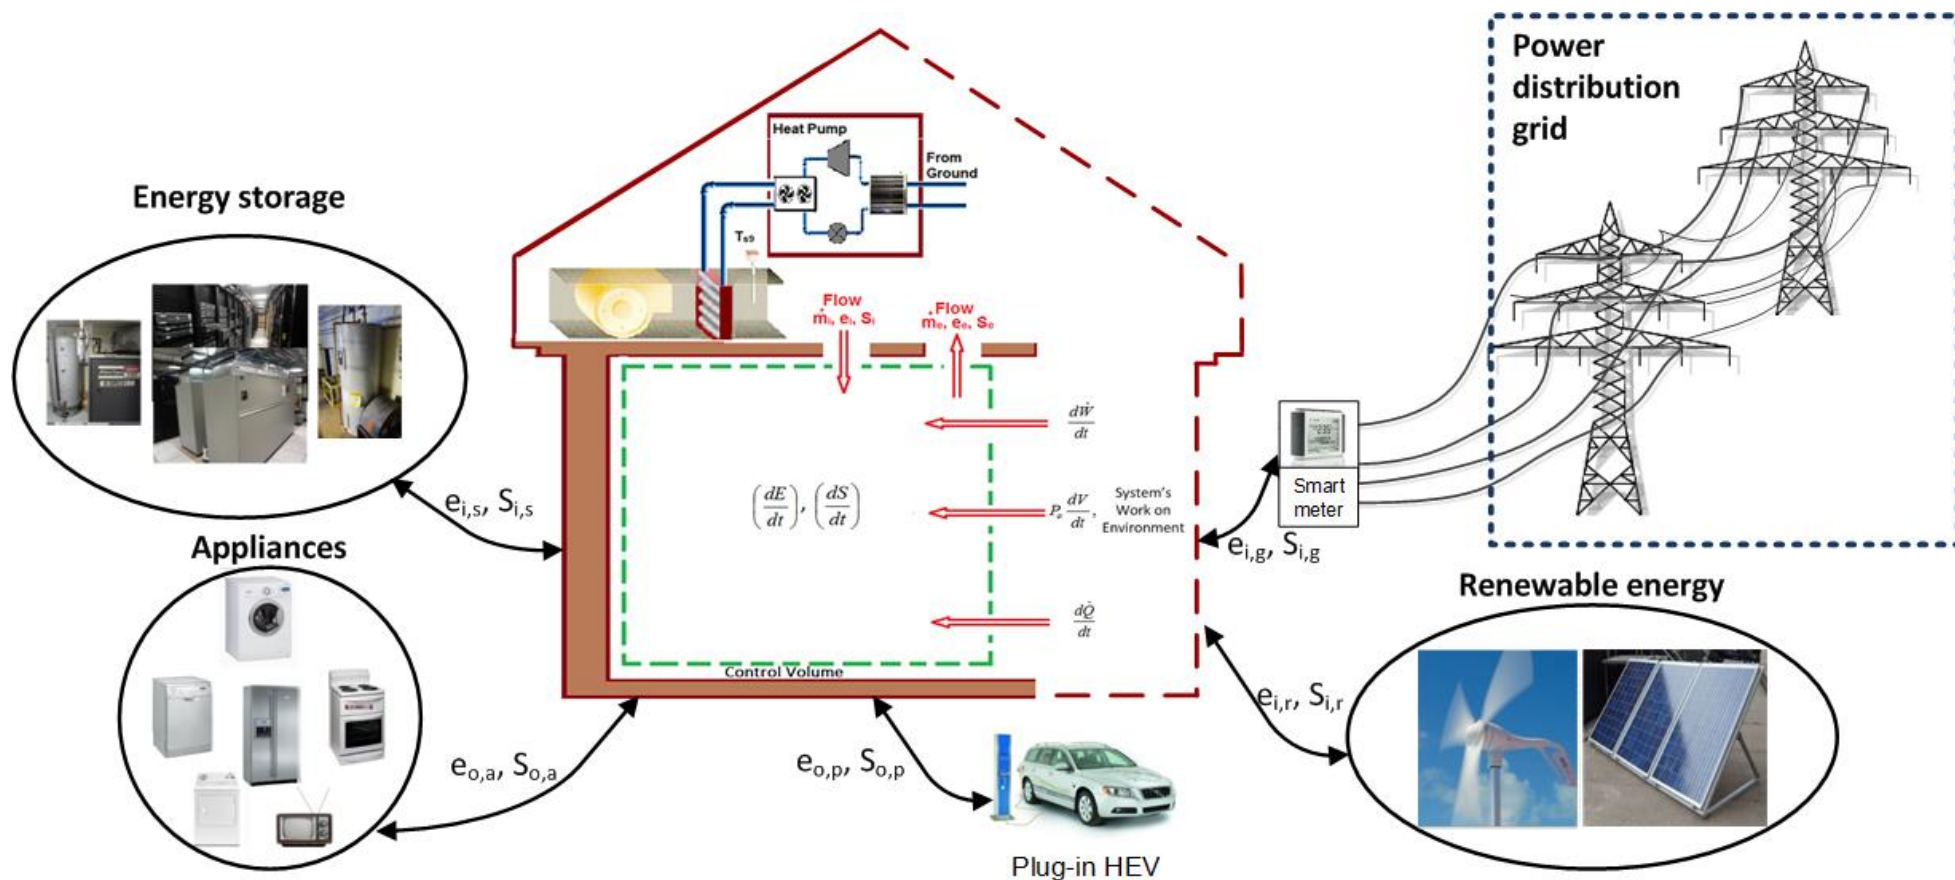 Power
distribution
grid
Heat Pump
From
Ground
Energy storage
Ts9
Flow
ṁi, ei, Si
Flow
ṁe, ee, Se
dẆ
dt
(dE/dt), (dS/dt)
Po dV/dt,
System's
Work on
Environment
Smart
meter
ei,s, Si,s
ei,g, Si,g
Appliances
Renewable energy
dQ̇
dt
Control Volume
ei,r, Si,r
eo,a, So,a
eo,p, So,p
Plug-in HEV